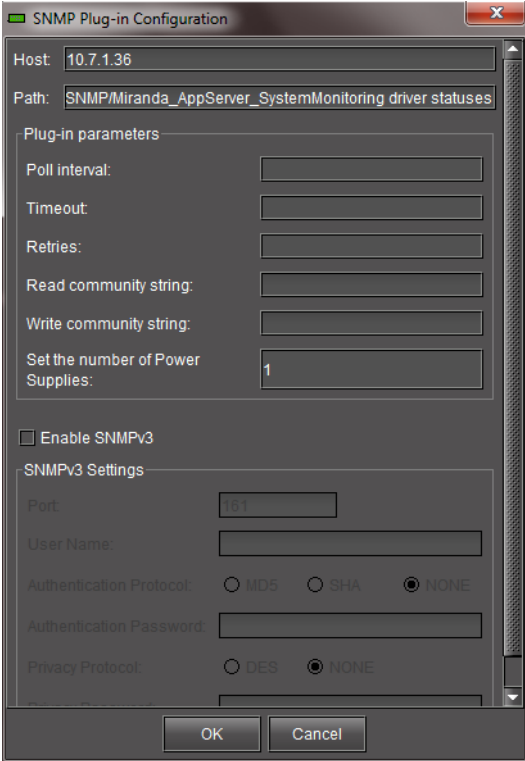 SNMP Plug-in Configuration
x
Host: 10.7.1.36
Path: SNMP/Miranda_AppServer_SystemMonitoring driver statuses
Plug-in parameters
Poll interval:
Timeout:
Retries:
Read community string:
Write community string:
Set the number of Power
Supplies:
1
Enable SNMPv3
SNMPv3 Settings
Port: 161
User Name:
Authentication Protocol: MD5 SHA NONE
Authentication Password:
Privacy Protocol: DES NONE
Privacy Password:
OK Cancel